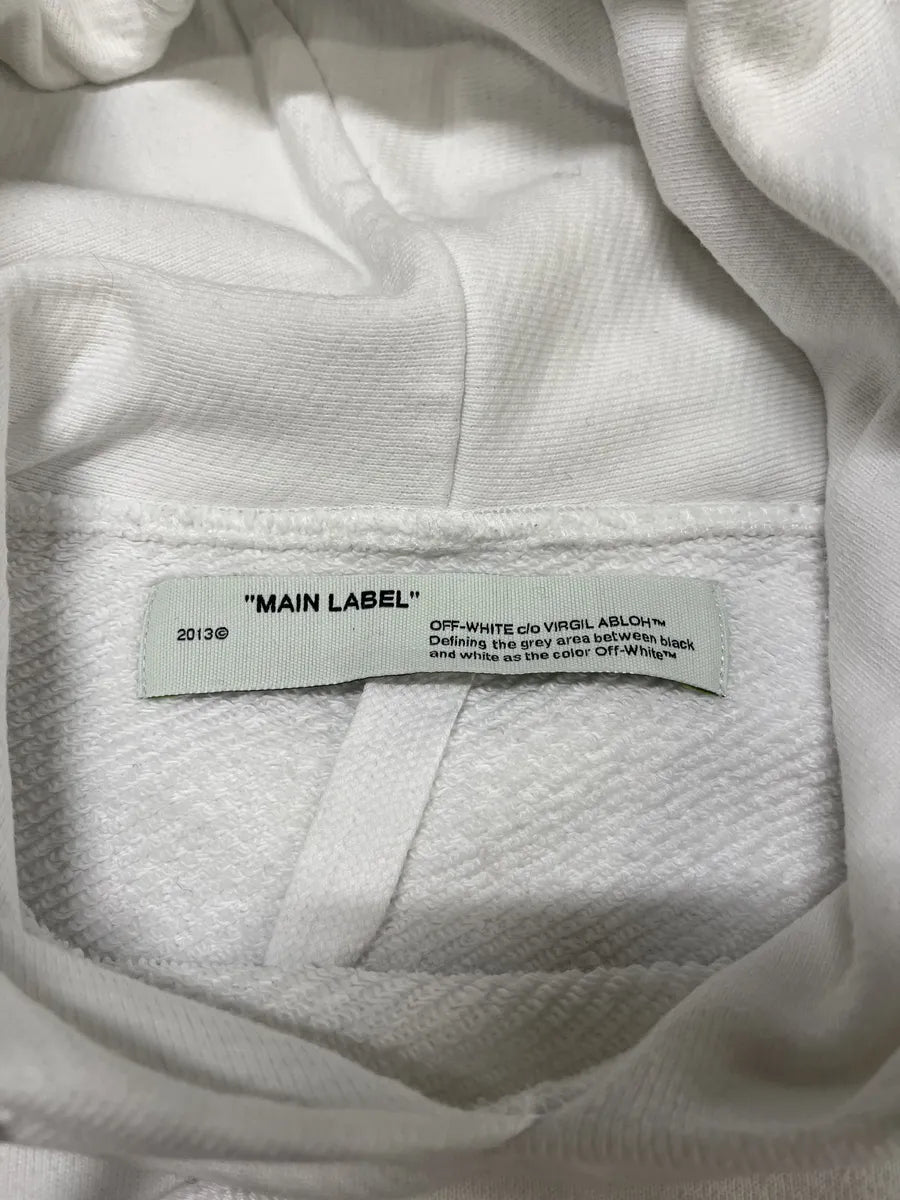 "MAIN LABEL"
2013©
OFF-WHITE c/o VIRGIL ABLOH™
Defining the grey area between black
and white as the color Off-White™